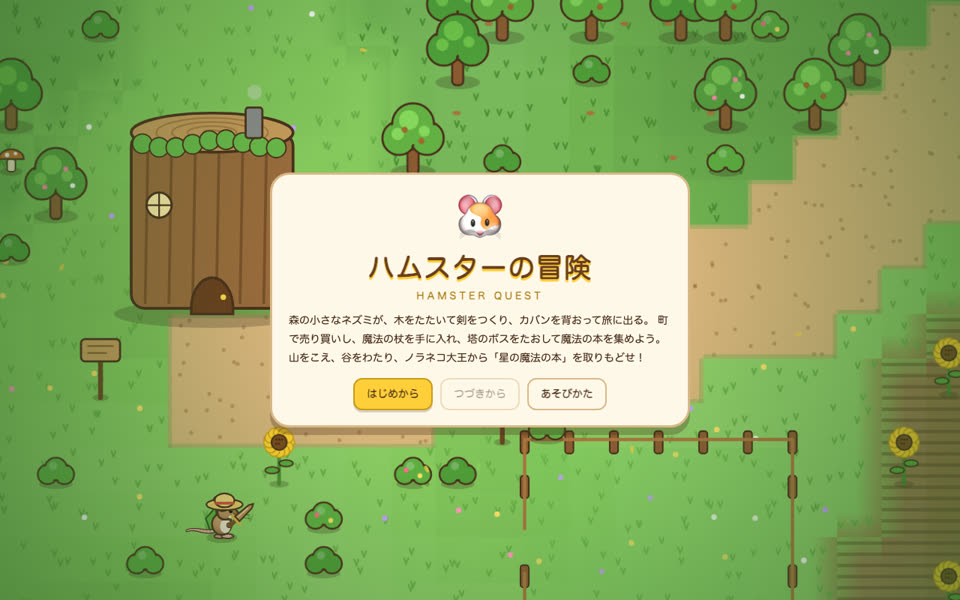 ハムスターの冒険
HAMSTER QUEST
森の小さなネズミが、木をたたいて剣をつくり、カバンを背おって旅に出る。 町
で売り買いし、魔法の杖を手に入れ、塔のボスをたおして魔法の本を集めよう。
山をこえ、谷をわたり、ノラネコ大王から「星の魔法の本」を取りもどせ！
はじめから
つづきから
あそびかた